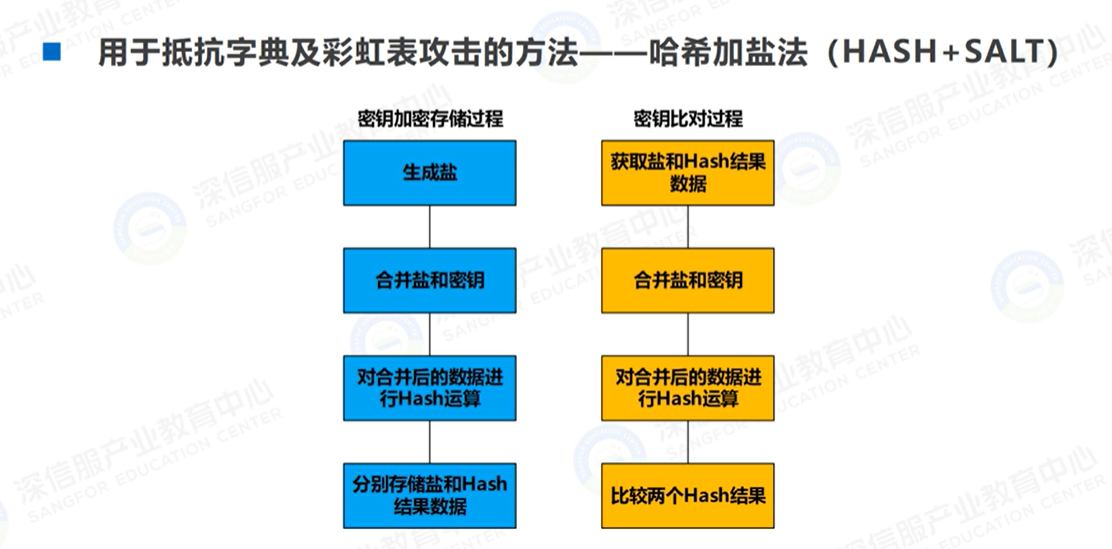 用于抵抗字典及彩虹表攻击的方法——哈希加盐法（HASH+SALT）
密钥加密存储过程
生成盐
合并盐和密钥
对合并后的数据进
行Hash运算
分别存储盐和Hash
结果数据
密钥比对过程
获取盐和Hash结果
数据
合并盐和密钥
对合并后的数据进
行Hash运算
比较两个Hash结果
深信服产业教育中心
SANGFOR EDUCATION CENTER